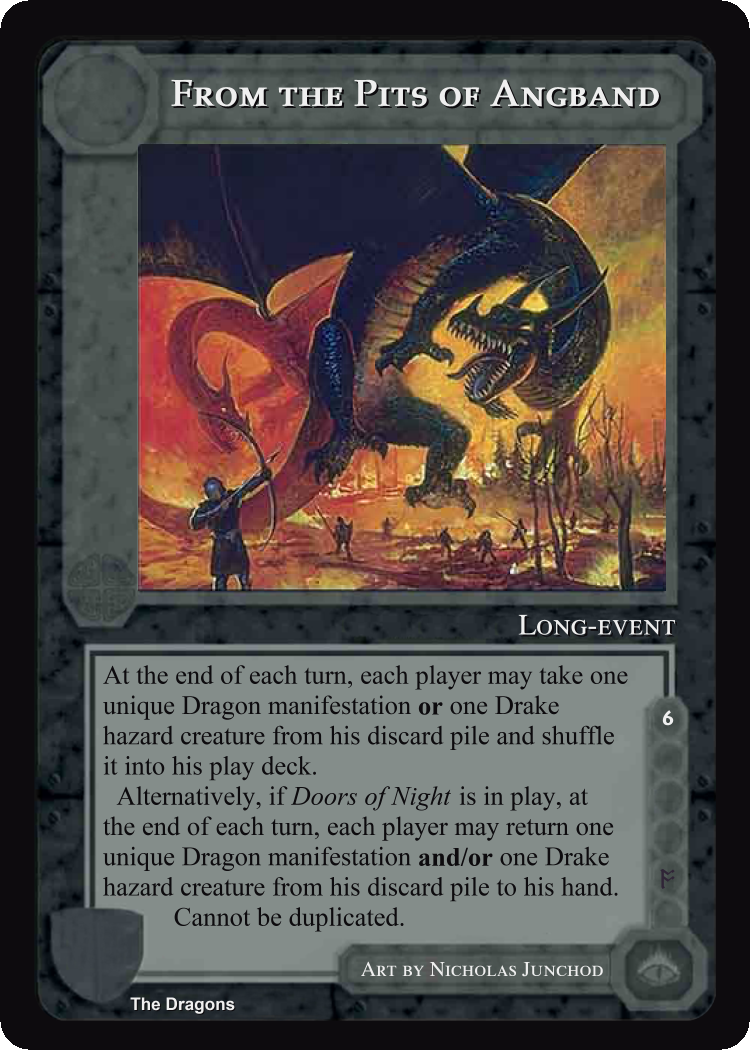 From the Pits of Angband
Long-event
At the end of each turn, each player may take one
unique Dragon manifestation or one Drake
hazard creature from his discard pile and shuffle
it into his play deck.
Alternatively, if Doors of Night is in play, at
the end of each turn, each player may return one
unique Dragon manifestation and/or one Drake
hazard creature from his discard pile to his hand.
Cannot be duplicated.
6
ᚩ
Art by Nicholas Junchod
The Dragons